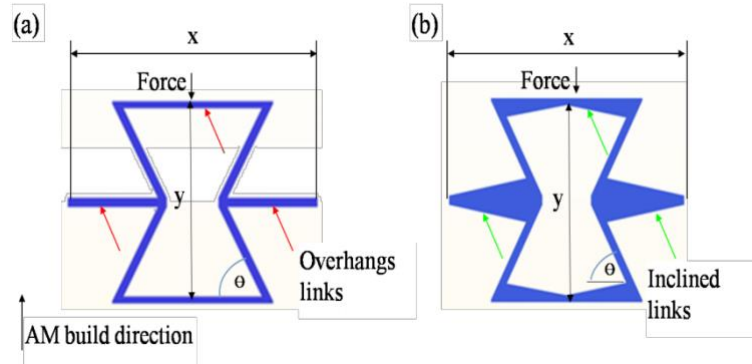 (a)
x
Force
y
θ
Overhangs
links
AM build direction
(b)
x
Force
y
θ
Inclined
links